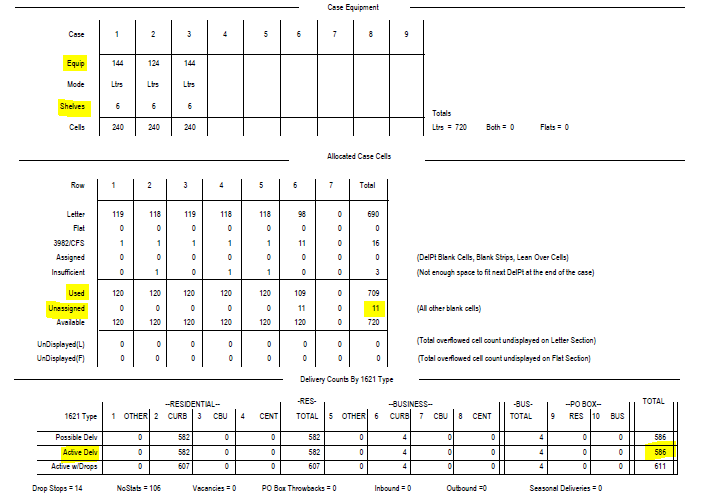 Case Equipment
Case 1 2 3 4 5 6 7 8 9
Equip 144 124 144
Mode Ltrs Ltrs Ltrs
Shelves 6 6 6
Totals
Cells 240 240 240 Ltrs = 720 Both = 0 Flats = 0
Allocated Case Cells
Row 1 2 3 4 5 6 7 Total
Letter 119 118 119 118 118 98 0 690
Flat 0 0 0 0 0 0 0 0
3982/CFS 1 1 1 1 1 11 0 16
Assigned 0 0 0 0 0 0 0 0 (DelPt Blank Cells, Blank Strips, Lean Over Cells)
Insufficient 0 1 0 1 1 0 0 3 (Not enough space to fit next DelPt at the end of the case)
Used 120 120 120 120 120 109 0 709
Unassigned 0 0 0 0 0 11 0 11 (All other blank cells)
Available 120 120 120 120 120 120 0 720
UnDisplayed(L) 0 0 0 0 0 0 0 0 (Total overflowed cell count undisplayed on Letter Section)
UnDisplayed(F) 0 0 0 0 0 0 0 0 (Total overflowed cell count undisplayed on Flat Section)
Delivery Counts By 1621 Type
--RESIDENTIAL-- -RES- --BUSINESS-- -BUS- --PO BOX-- TOTAL
1621 Type 1 OTHER 2 CURB 3 CBU 4 CENT TOTAL 5 OTHER 6 CURB 7 CBU 8 CENT TOTAL 9 RES 10 BUS
Possible Delv 0 582 0 0 582 0 4 0 0 4 0 0 586
Active Delv 0 582 0 0 582 0 4 0 0 4 0 0 586
Active w/Drops 0 607 0 0 607 0 4 0 0 4 0 0 611
Drop Stops = 14 NoStats = 106 Vacancies = 0 PO Box Throwbacks = 0 Inbound = 0 Outbound =0 Seasonal Deliveries = 0